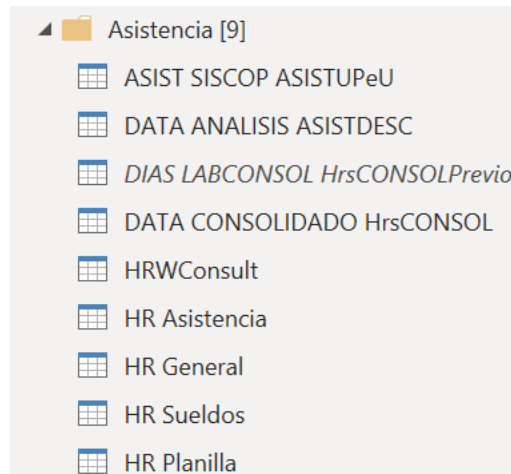 Asistencia [9]
ASIST SISCOP ASISTUPeU
DATA ANALISIS ASISTDESC
DIAS LABCONSOL HrsCONSOLPrevio
DATA CONSOLIDADO HrsCONSOL
HRWConsult
HR Asistencia
HR General
HR Sueldos
HR Planilla